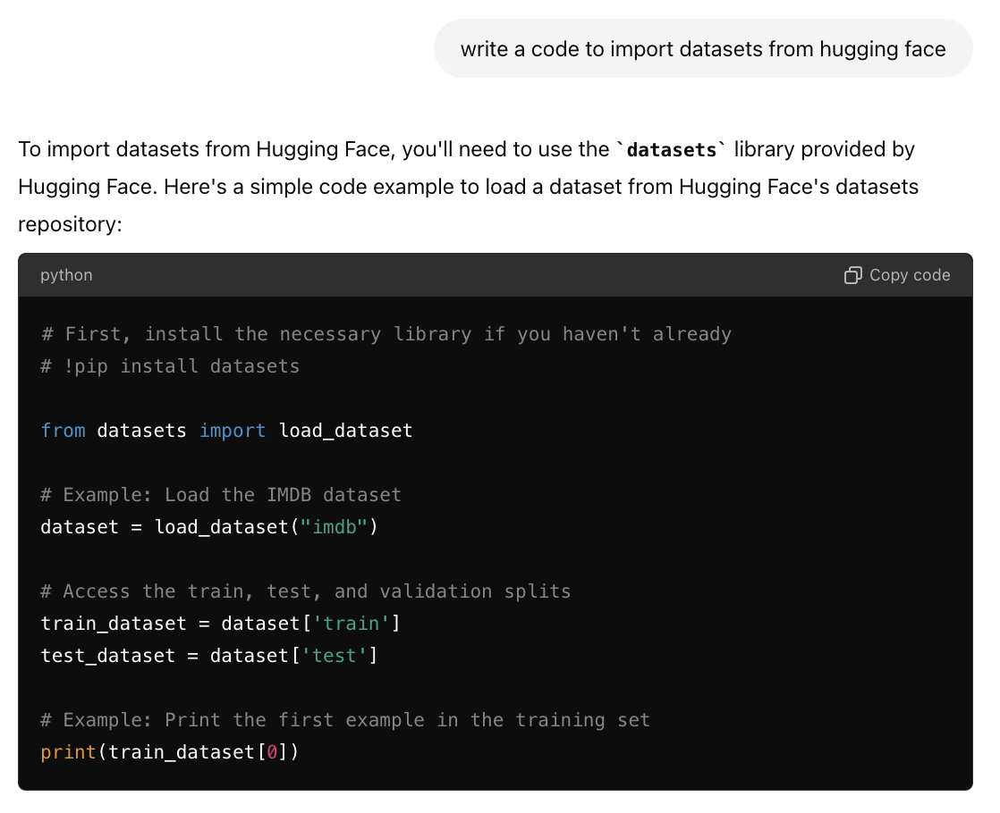 write a code to import datasets from hugging face
To import datasets from Hugging Face, you'll need to use the `datasets` library provided by
Hugging Face. Here's a simple code example to load a dataset from Hugging Face's datasets
repository:
python
Copy code
# First, install the necessary library if you haven't already
# !pip install datasets
from datasets import load_dataset
# Example: Load the IMDB dataset
dataset = load_dataset("imdb")
# Access the train, test, and validation splits
train_dataset = dataset['train']
test_dataset = dataset['test']
# Example: Print the first example in the training set
print(train_dataset[0])